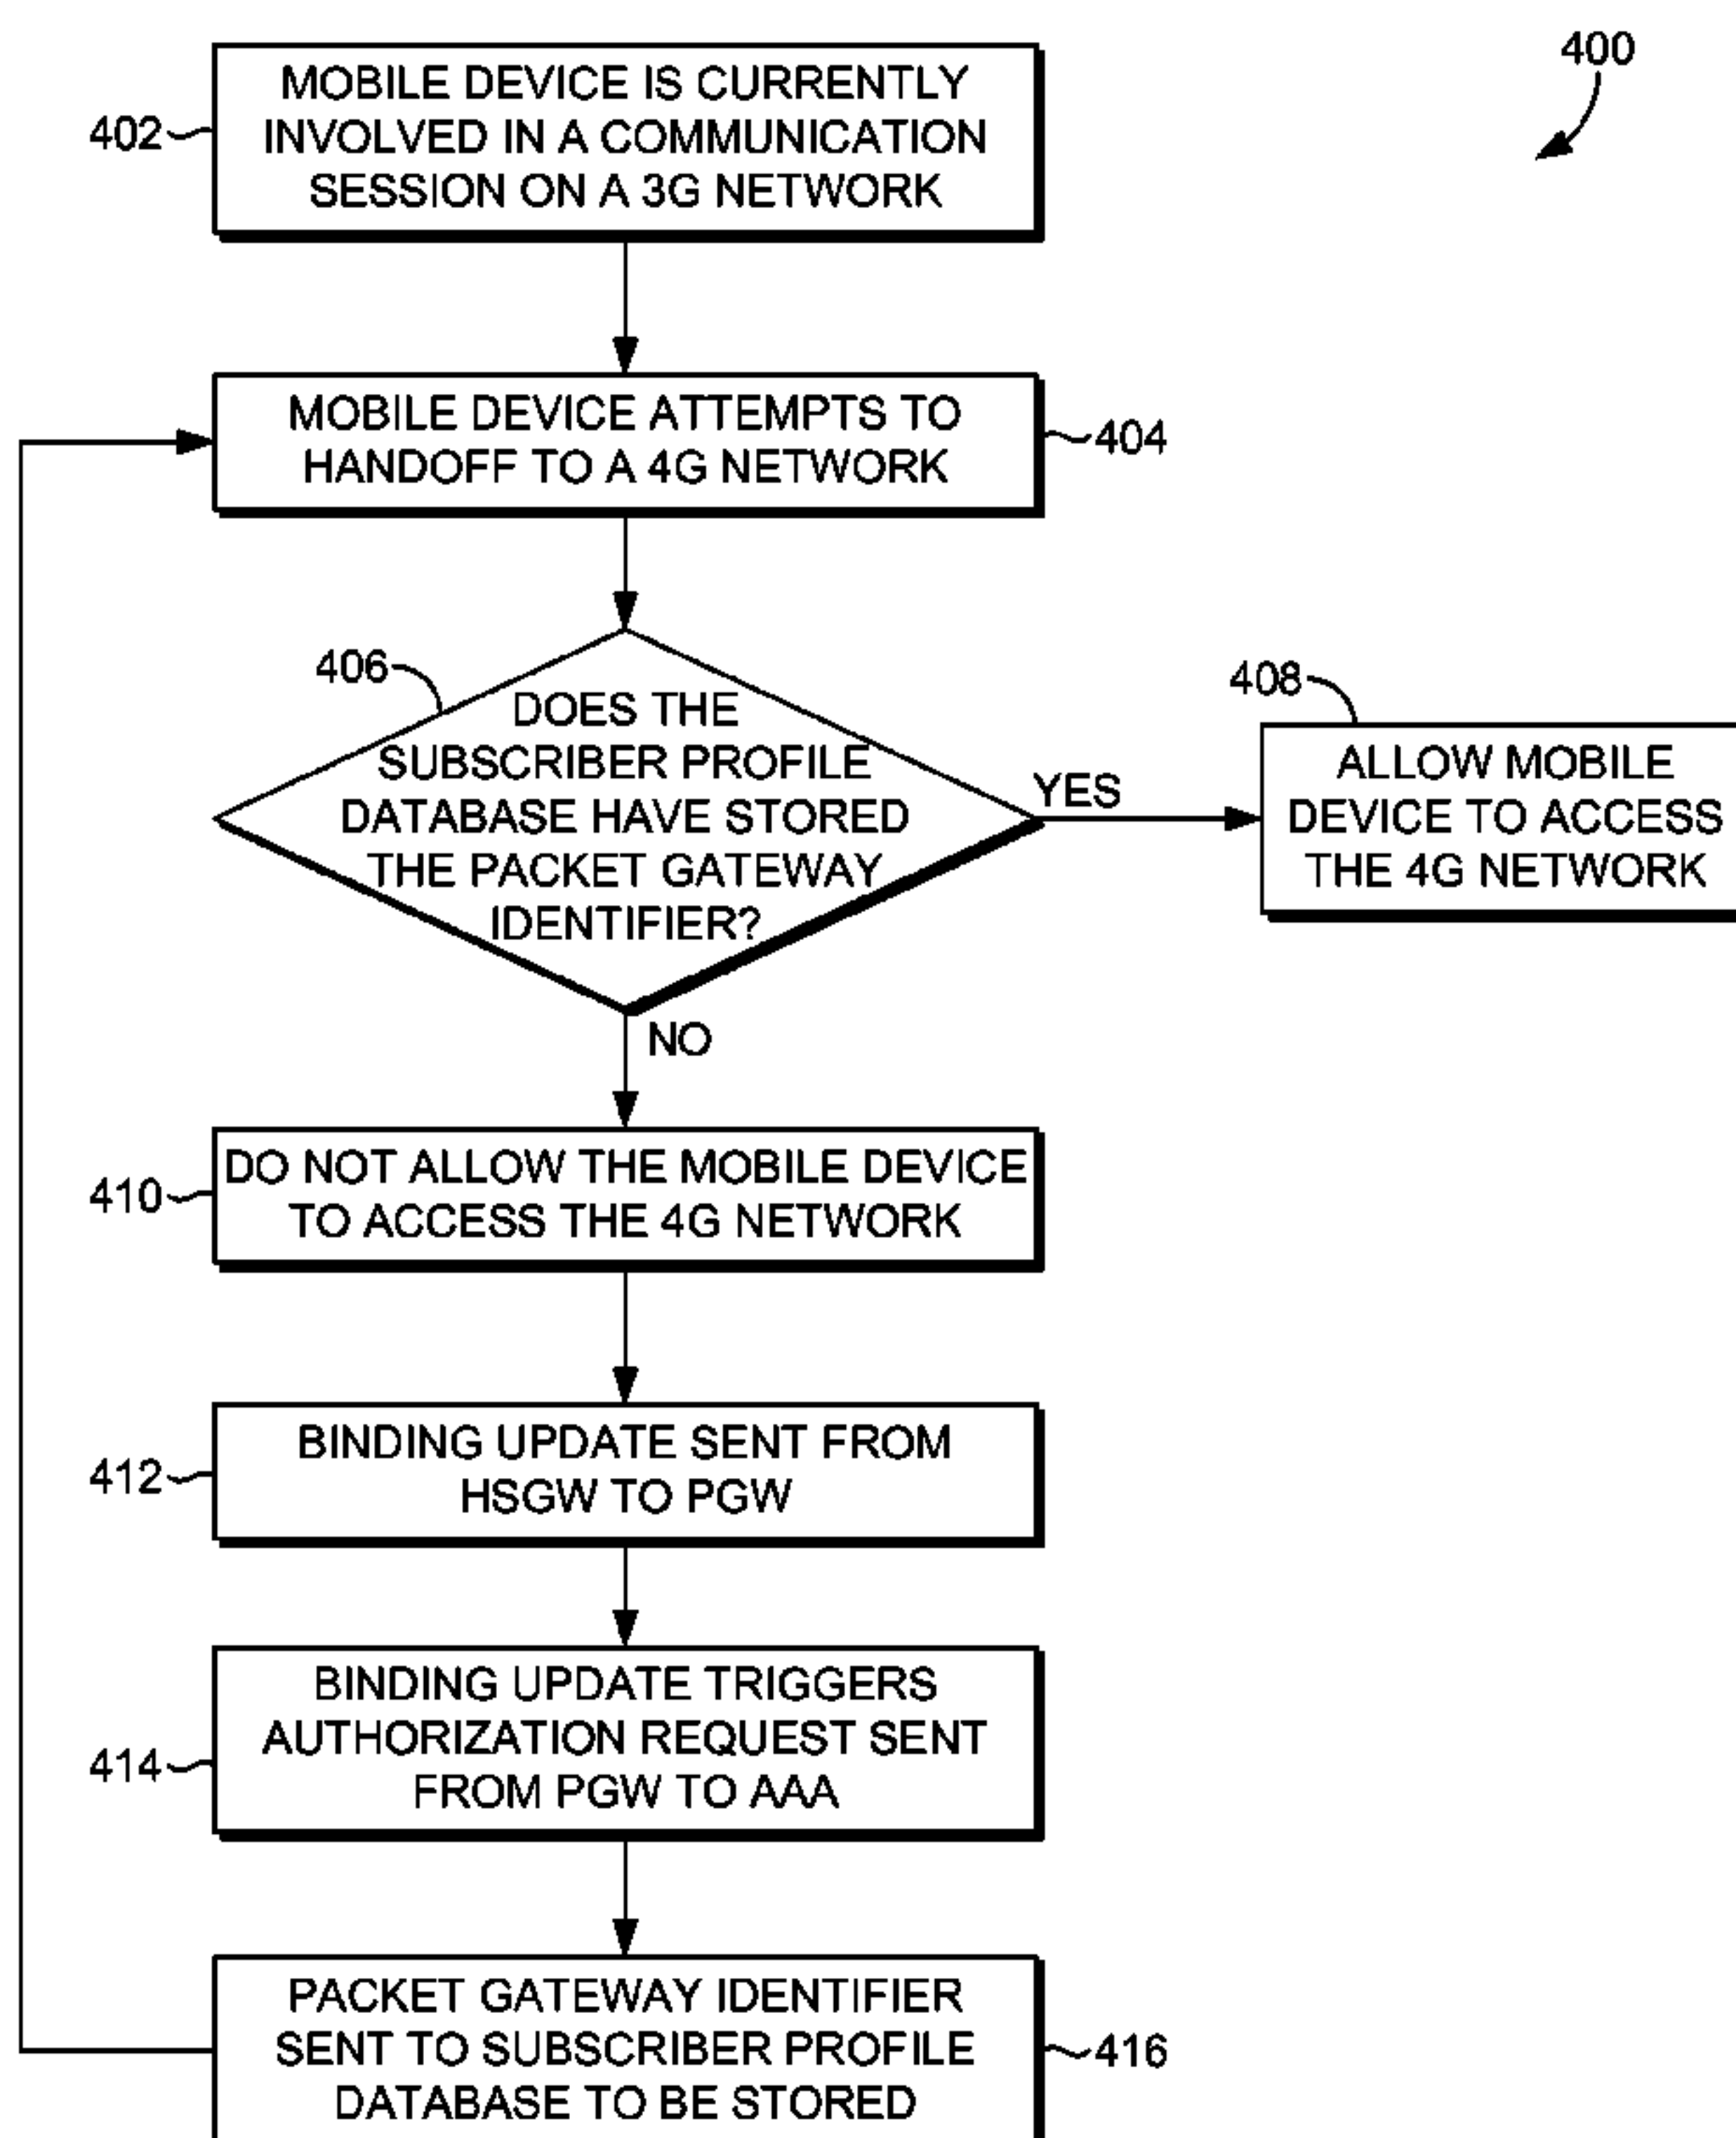 400
402
MOBILE DEVICE IS CURRENTLY
INVOLVED IN A COMMUNICATION
SESSION ON A 3G NETWORK
MOBILE DEVICE ATTEMPTS TO
HANDOFF TO A 4G NETWORK
404
406
DOES THE
SUBSCRIBER PROFILE
DATABASE HAVE STORED
THE PACKET GATEWAY
IDENTIFIER?
YES
408
ALLOW MOBILE
DEVICE TO ACCESS
THE 4G NETWORK
NO
410
DO NOT ALLOW THE MOBILE DEVICE
TO ACCESS THE 4G NETWORK
412
BINDING UPDATE SENT FROM
HSGW TO PGW
414
BINDING UPDATE TRIGGERS
AUTHORIZATION REQUEST SENT
FROM PGW TO AAA
PACKET GATEWAY IDENTIFIER
SENT TO SUBSCRIBER PROFILE
DATABASE TO BE STORED
416